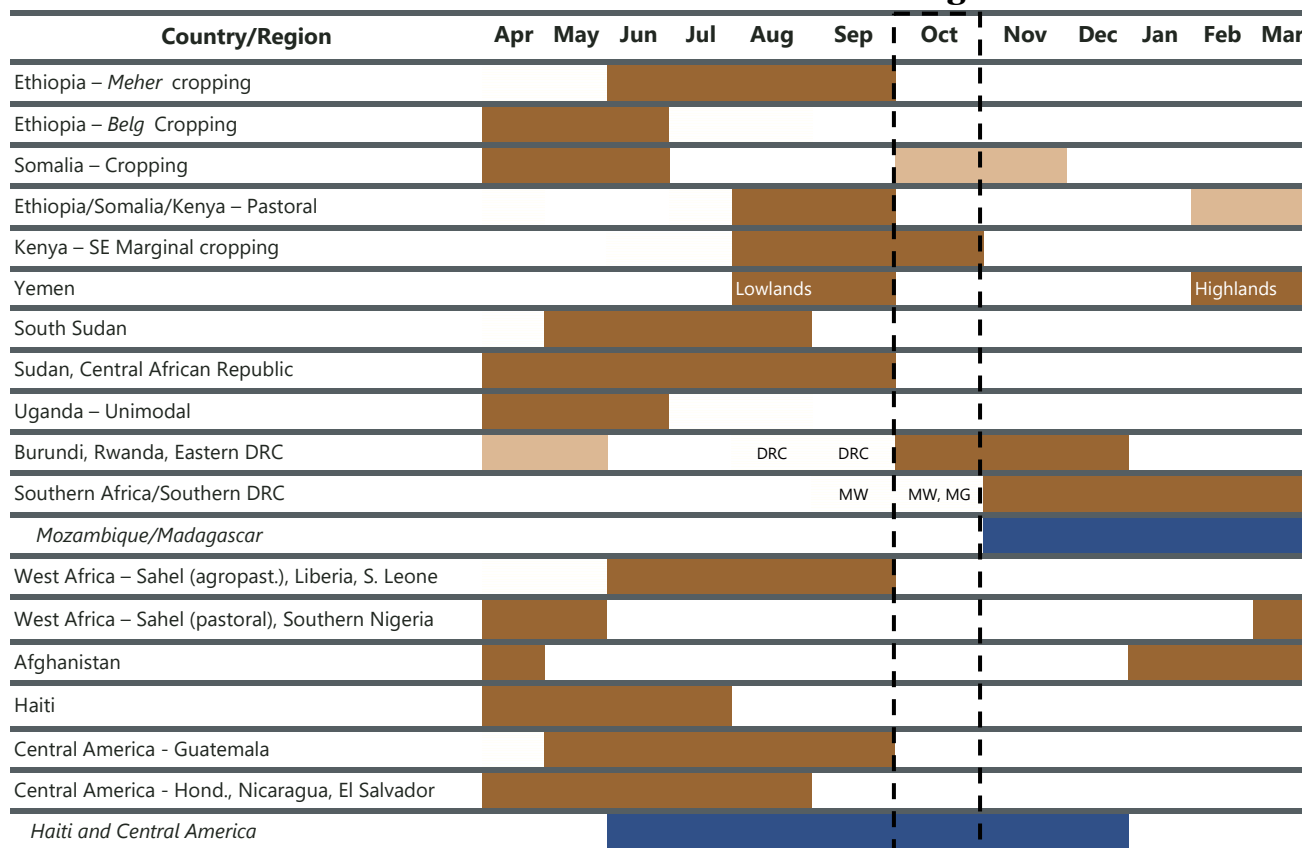 Country/Region Apr May Jun Jul Aug Sep Oct Nov Dec Jan Feb Mar
Ethiopia – Meher cropping
Ethiopia – Belg Cropping
Somalia – Cropping
Ethiopia/Somalia/Kenya – Pastoral
Kenya – SE Marginal cropping
Yemen Lowlands Highlands
South Sudan
Sudan, Central African Republic
Uganda – Unimodal
Burundi, Rwanda, Eastern DRC DRC DRC
Southern Africa/Southern DRC MW MW, MG
Mozambique/Madagascar
West Africa – Sahel (agropast.), Liberia, S. Leone
West Africa – Sahel (pastoral), Southern Nigeria
Afghanistan
Haiti
Central America - Guatemala
Central America - Hond., Nicaragua, El Salvador
Haiti and Central America